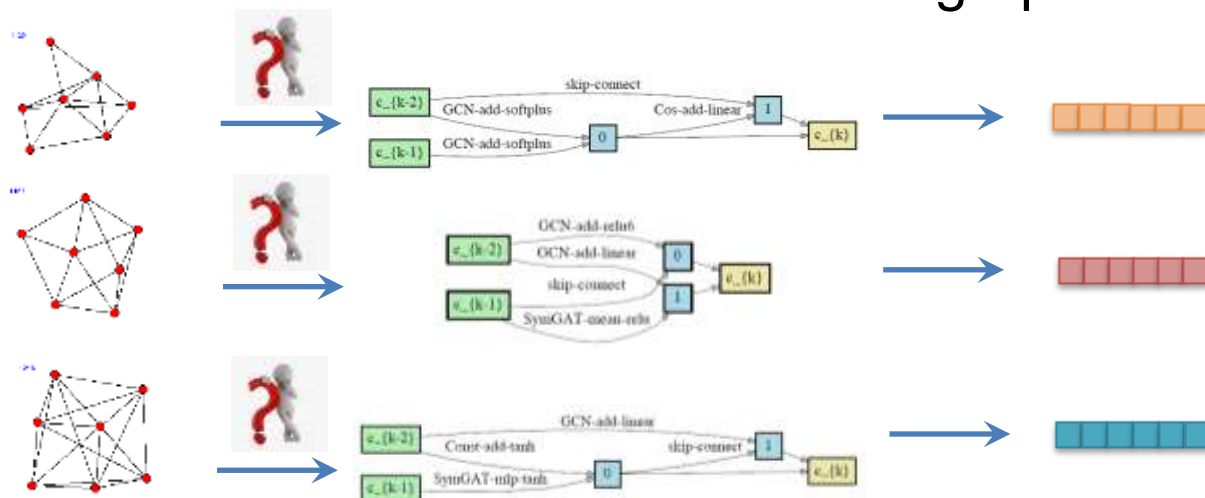 skip-connect
c_{k-2}
GCN-add-softplus
Cos-add-linear
1
0
c_{k}
c_{k-1}
GCN-add-softplus
GCN-add-relu6
c_{k-2}
GCN-add-linear
0
skip-connect
c_{k}
c_{k-1}
1
SymGAT-mean-relu
GCN-add-linear
c_{k-2}
Const-add-tanh
skip-connect
1
0
c_{k}
c_{k-1}
SymGAT-mlp-tanh